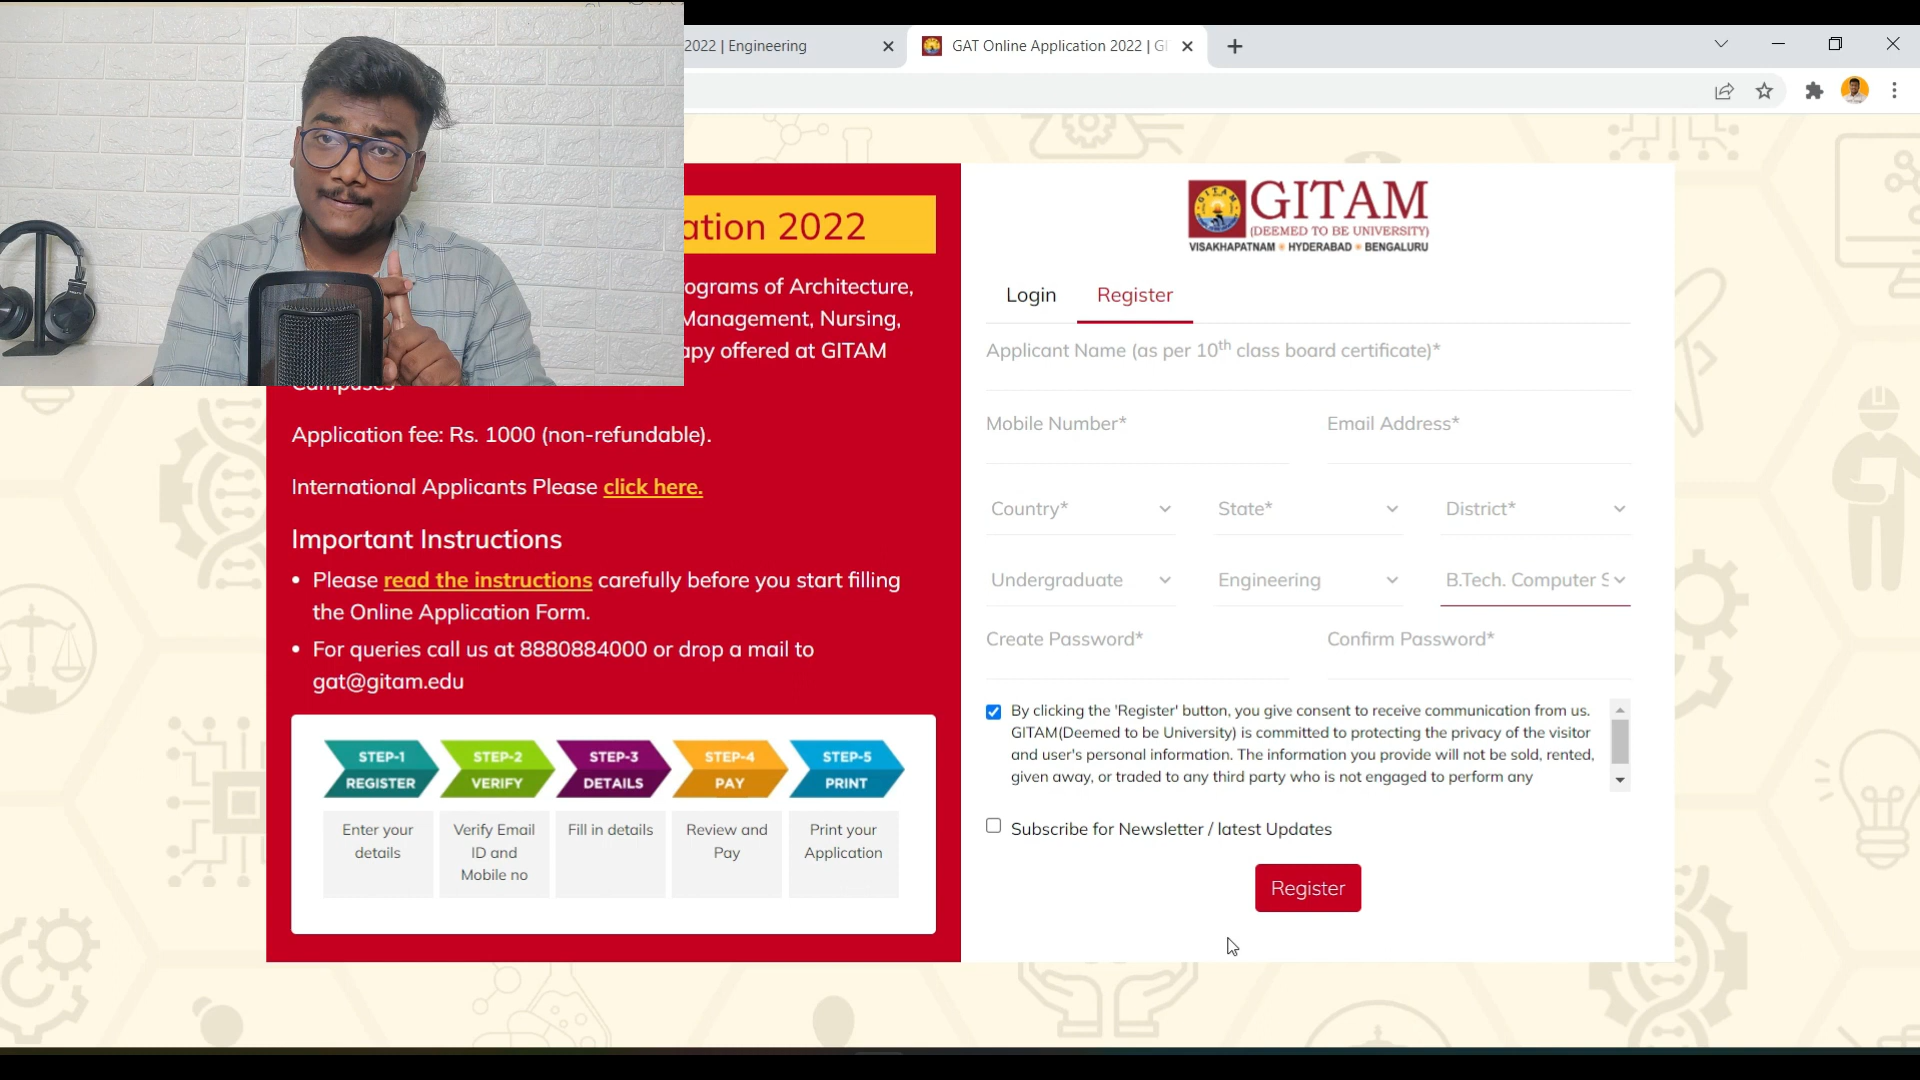 2022 | Engineering
GAT Online Application 2022 | GI
ation 2022
ograms of Architecture,
Management, Nursing,
apy offered at GITAM
Campuses
Application fee: Rs. 1000 (non-refundable).
International Applicants Please click here.
Important Instructions
• Please read the instructions carefully before you start filling
the Online Application Form.
• For queries call us at 8880884000 or drop a mail to
gat@gitam.edu
STEP-1
REGISTER
STEP-2
VERIFY
STEP-3
DETAILS
STEP-4
PAY
STEP-5
PRINT
Enter your
details
Verify Email
ID and
Mobile no
Fill in details
Review and
Pay
Print your
Application
GITAM
GITAM
(DEEMED TO BE UNIVERSITY)
VISAKHAPATNAM HYDERABAD BENGALURU
Login Register
Applicant Name (as per 10th class board certificate)*
Mobile Number* Email Address*
Country* State* District*
Undergraduate Engineering B.Tech. Computer S
Create Password* Confirm Password*
By clicking the 'Register' button, you give consent to receive communication from us.
GITAM(Deemed to be University) is committed to protecting the privacy of the visitor
and user's personal information. The information you provide will not be sold, rented,
given away, or traded to any third party who is not engaged to perform any
Subscribe for Newsletter / latest Updates
Register